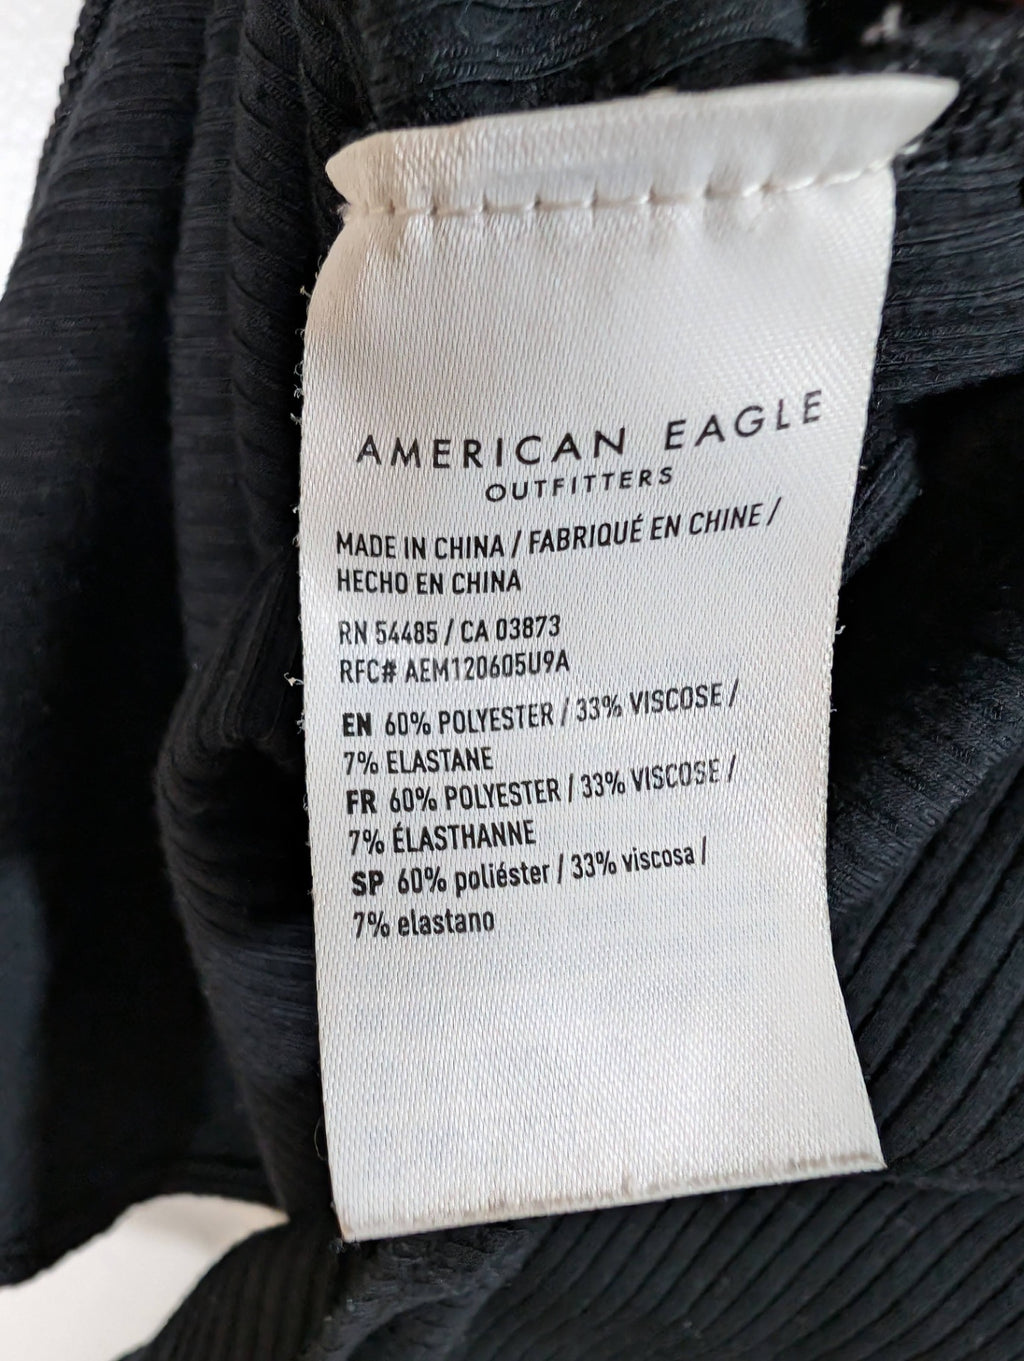 AMERICAN EAGLE
OUTFITTERS
MADE IN CHINA / FABRIQUÉ EN CHINE /
HECHO EN CHINA
RN 54485 / CA 03873
RFC# AEM120605U9A
EN 60% POLYESTER / 33% VISCOSE /
7% ELASTANE
FR 60% POLYESTER / 33% VISCOSE /
7% ÉLASTHANNE
SP 60% poliéster / 33% viscosa /
7% elastano